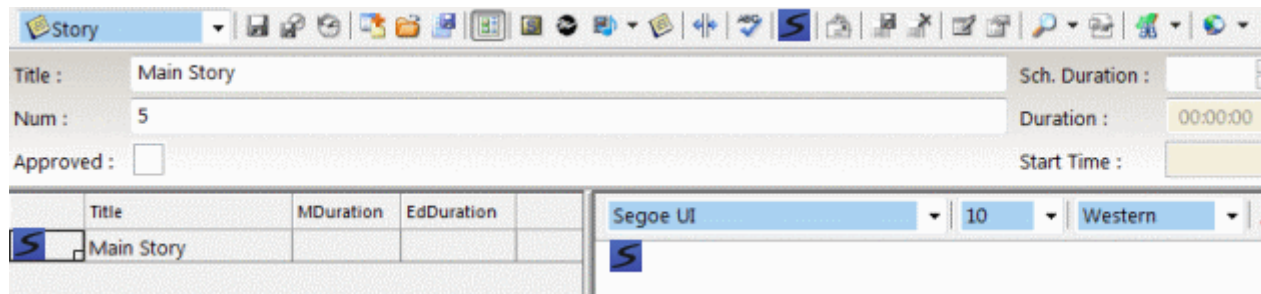 Story
Title : Main Story Sch. Duration :
Num : 5 Duration : 00:00:00
Approved : Start Time :
Title MDuration EdDuration
Segoe UI 10 Western
S Main Story
S